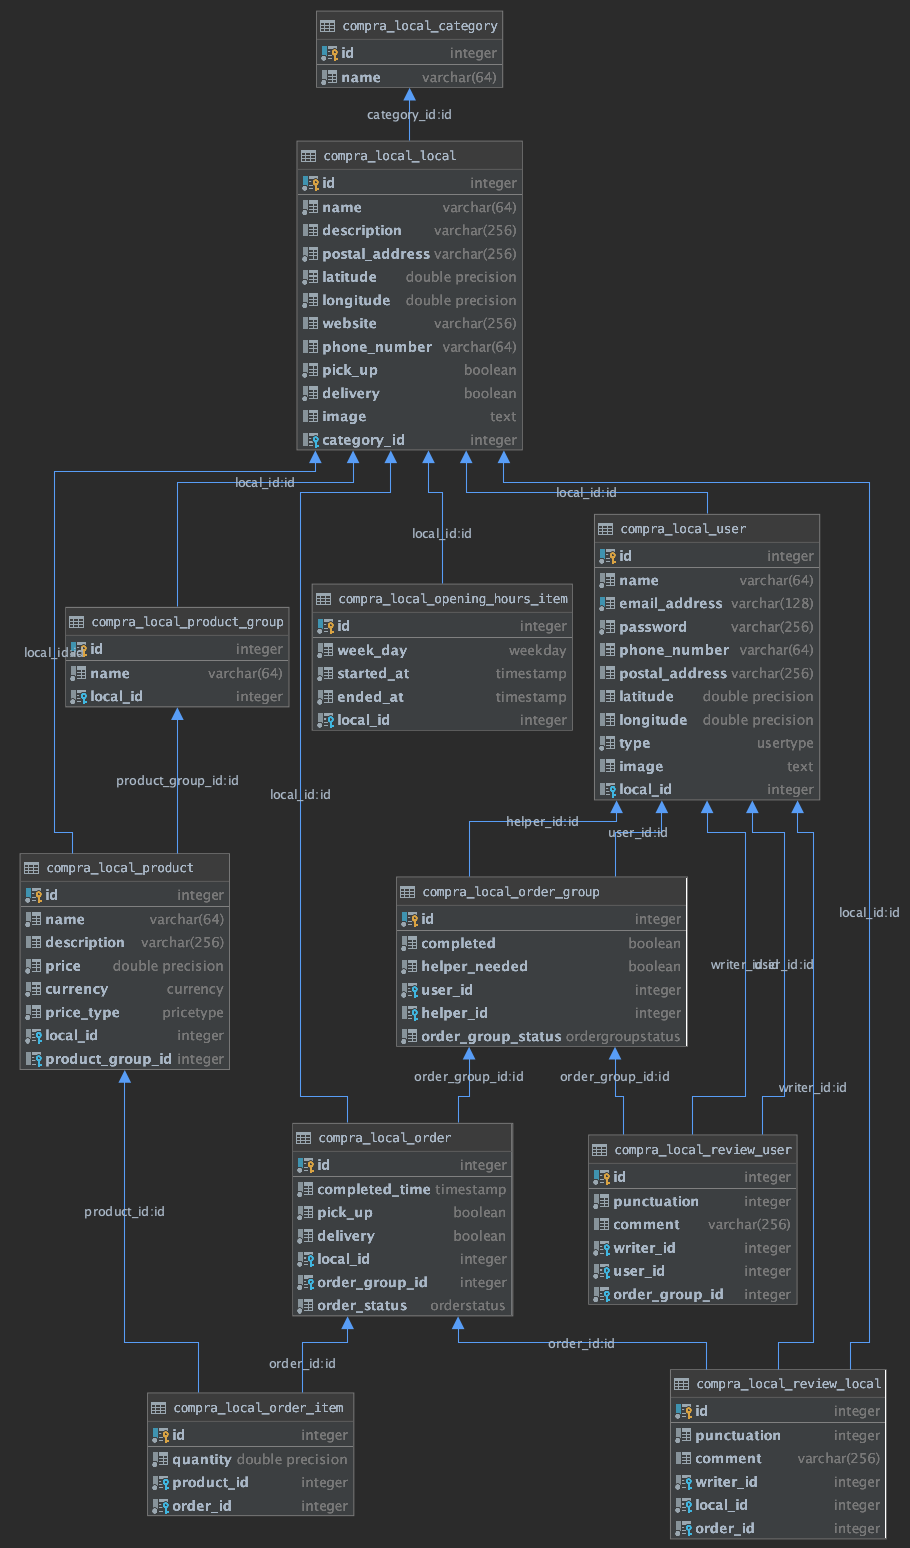 compra_local_category
id integer
name varchar(64)
category_id:id
compra_local_local
id integer
name varchar(64)
description varchar(256)
postal_address varchar(256)
latitude double precision
longitude double precision
website varchar(256)
phone_number varchar(64)
pick_up boolean
delivery boolean
image text
category_id integer
local_id:id
local_id:id
local_id:id
compra_local_user
id integer
name varchar(64)
email_address varchar(128)
password varchar(256)
phone_number varchar(64)
postal_address varchar(256)
latitude double precision
longitude double precision
type usertype
image text
local_id integer
compra_local_opening_hours_item
id integer
week_day weekday
started_at timestamp
ended_at timestamp
local_id integer
compra_local_product_group
id integer
name varchar(64)
local_id integer
local_id:id
product_group_id:id
local_id:id
helper_id:id
user_id:id
compra_local_product
id integer
name varchar(64)
description varchar(256)
price double precision
currency currency
price_type pricetype
local_id integer
product_group_id integer
compra_local_order_group
id integer
completed boolean
helper_needed boolean
user_id integer
helper_id integer
order_group_status ordergroupstatus
local_id:id
writer_id:id
user_id:id
order_group_id:id
order_group_id:id
writer_id:id
compra_local_order
id integer
completed_time timestamp
pick_up boolean
delivery boolean
local_id integer
order_group_id integer
order_status orderstatus
compra_local_review_user
id integer
punctuation integer
comment varchar(256)
writer_id integer
user_id integer
order_group_id integer
product_id:id
order_id:id
order_id:id
compra_local_order_item
id integer
quantity double precision
product_id integer
order_id integer
compra_local_review_local
id integer
punctuation integer
comment varchar(256)
writer_id integer
local_id integer
order_id integer